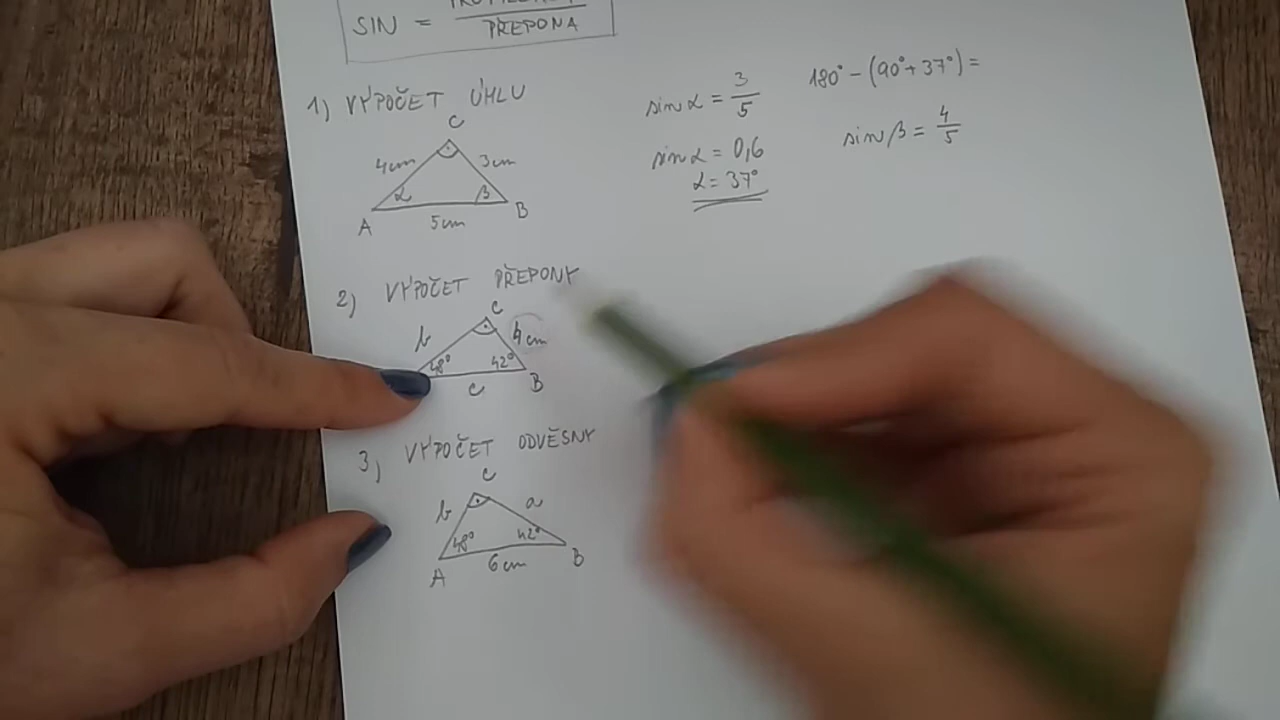 SIN = PŘEPONA
1) VÝPOČET ÚHLU
C
4cm 3cm
α β
A 5cm B
sin α = 3/5
sin α = 0,6
α = 37°
180° - (90° + 37°) =
sin β = 4/5
2) VÝPOČET PŘEPONY
C
b 4cm
48° 42°
c B
3) VÝPOČET ODVĚSNY
C
b a
48° 42°
A 6cm B